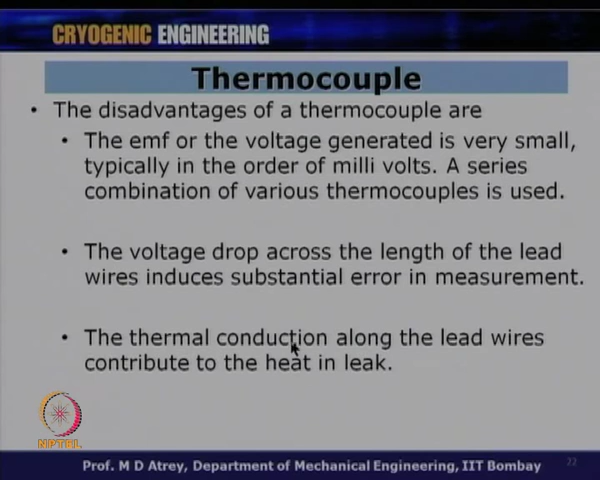 CRYOGENIC ENGINEERING
Thermocouple
• The disadvantages of a thermocouple are
• The emf or the voltage generated is very small,
typically in the order of milli volts. A series
combination of various thermocouples is used.
• The voltage drop across the length of the lead
wires induces substantial error in measurement.
• The thermal conduction along the lead wires
contribute to the heat in leak.
NPTEL
Prof. M D Atrey, Department of Mechanical Engineering, IIT Bombay
22